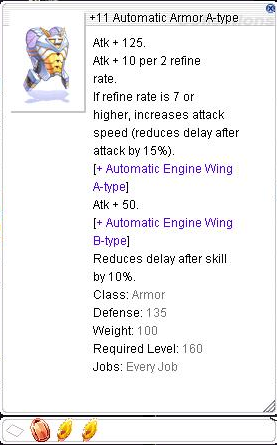 +11 Automatic Armor A-type
Atk + 125.
Atk + 10 per 2 refine
rate.
If refine rate is 7 or
higher, increases attack
speed (reduces delay after
attack by 15%).
[+ Automatic Engine Wing
A-type]
Atk + 50.
[+ Automatic Engine Wing
B-type]
Reduces delay after skill
by 10%.
Class: Armor
Defense: 135
Weight: 100
Required Level: 160
Jobs: Every Job